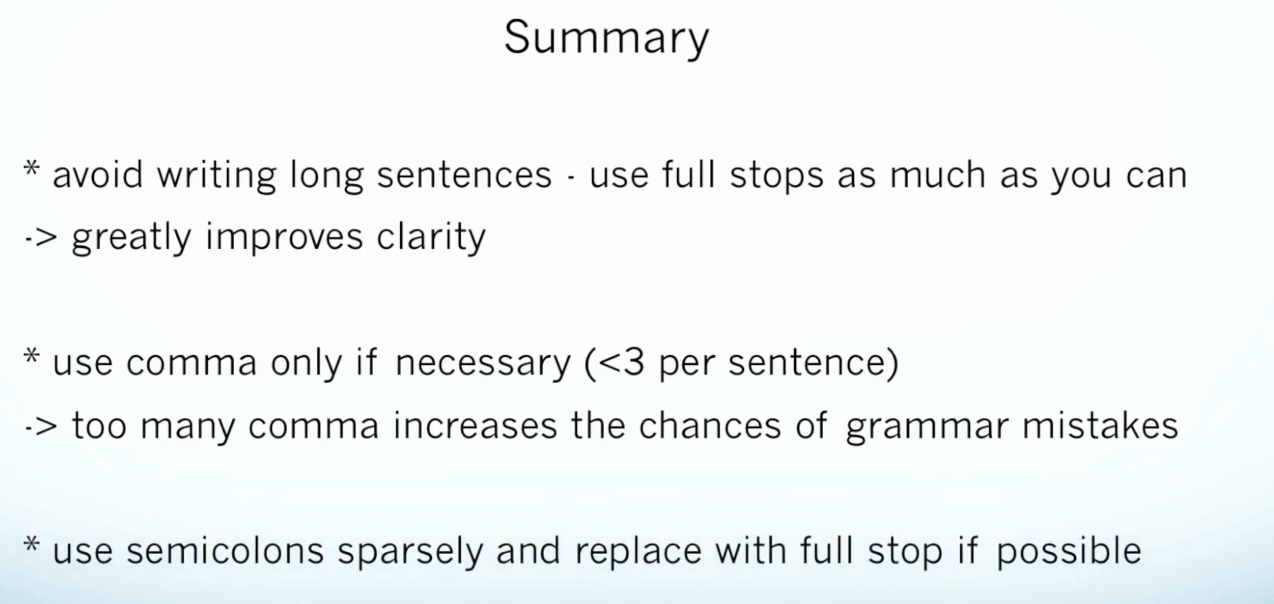 Summary
* avoid writing long sentences - use full stops as much as you can
-> greatly improves clarity
* use comma only if necessary (<3 per sentence)
-> too many comma increases the chances of grammar mistakes
* use semicolons sparsely and replace with full stop if possible